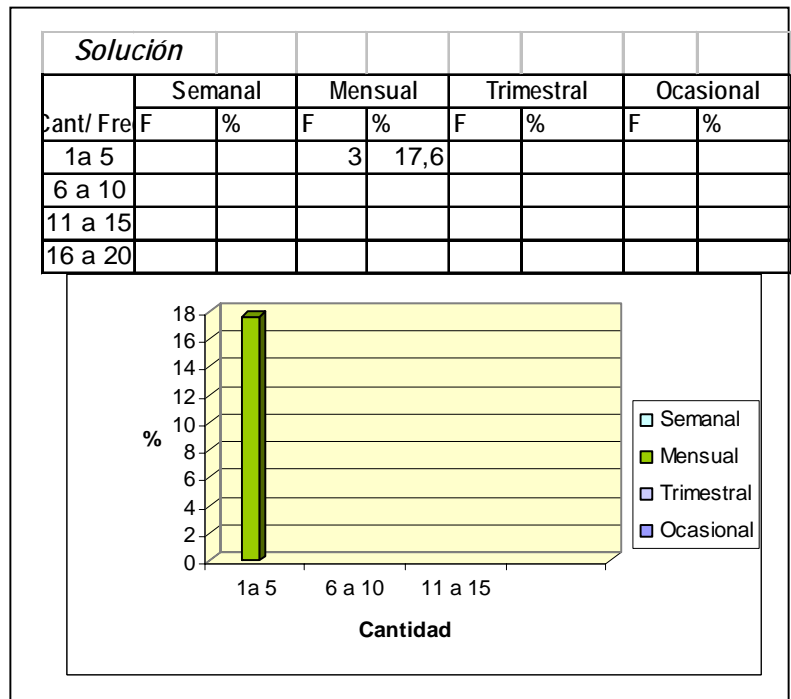 Solución
Semanal Mensual Trimestral Ocasional
Cant/ Fre F % F % F % F %
1a 5 3 17,6
6 a 10
11 a 15
16 a 20
18
16
14
12
10
8
6
4
2
0
%
1a 5 6 a 10 11 a 15
Cantidad
Semanal
Mensual
Trimestral
Ocasional